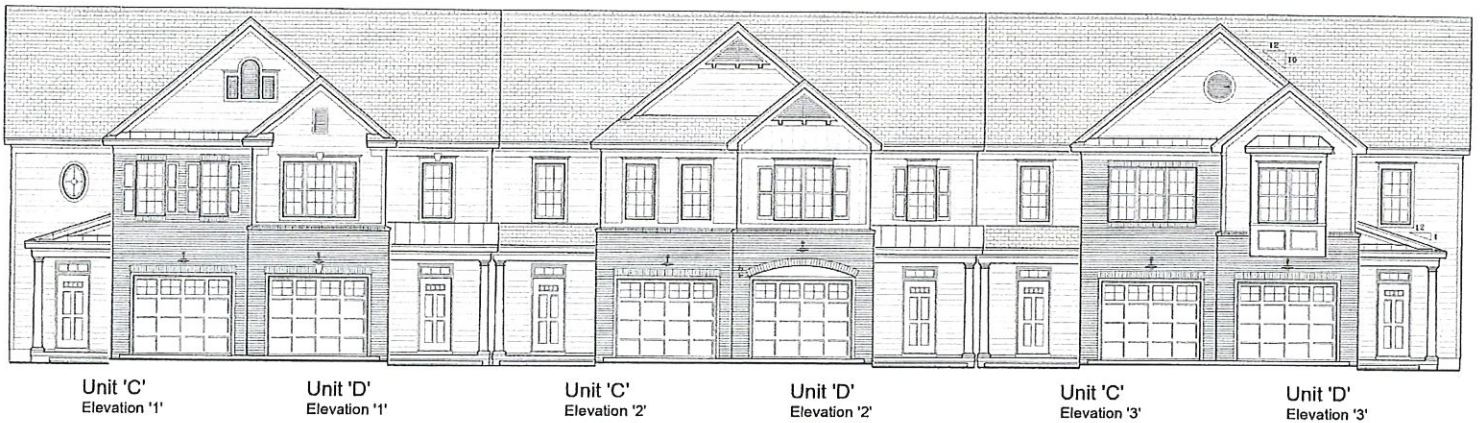 12
10
12
4
Unit 'C'
Elevation '1'
Unit 'D'
Elevation '1'
Unit 'C'
Elevation '2'
Unit 'D'
Elevation '2'
Unit 'C'
Elevation '3'
Unit 'D'
Elevation '3'